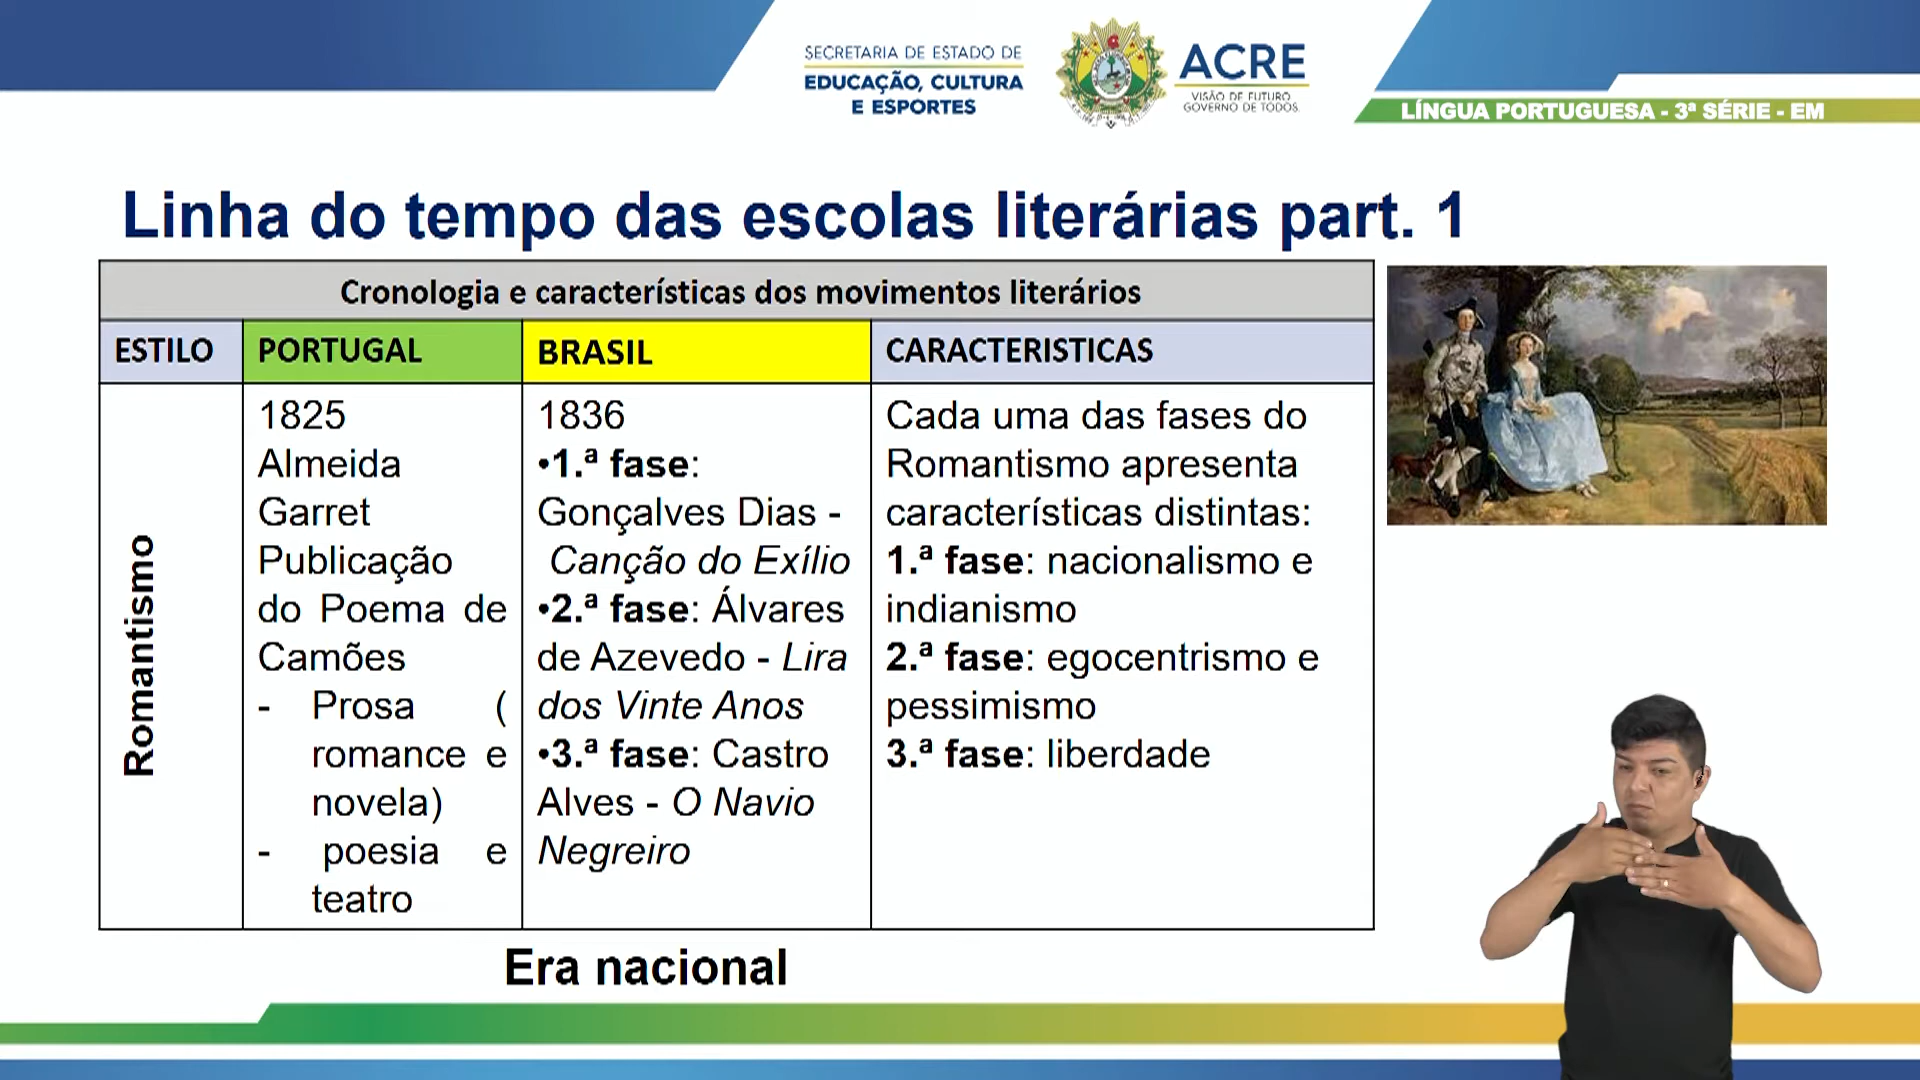 SECRETARIA DE ESTADO DE
EDUCAÇÃO, CULTURA
E ESPORTES
ACRE
VISÃO DE FUTURO
GOVERNO DE TODOS.
LÍNGUA PORTUGUESA - 3ª SÉRIE - EM
Linha do tempo das escolas literárias part. 1
Cronologia e características dos movimentos literários
ESTILO
PORTUGAL
BRASIL
CARACTERISTICAS
Romantismo
1825
Almeida
Garret
Publicação
do Poema de
Camões
- Prosa (
romance e
novela)
- poesia e
teatro
1836
•1.ª fase:
Gonçalves Dias -
Canção do Exílio
•2.ª fase: Álvares
de Azevedo - Lira
dos Vinte Anos
•3.ª fase: Castro
Alves - O Navio
Negreiro
Cada uma das fases do
Romantismo apresenta
características distintas:
1.ª fase: nacionalismo e
indianismo
2.ª fase: egocentrismo e
pessimismo
3.ª fase: liberdade
Era nacional